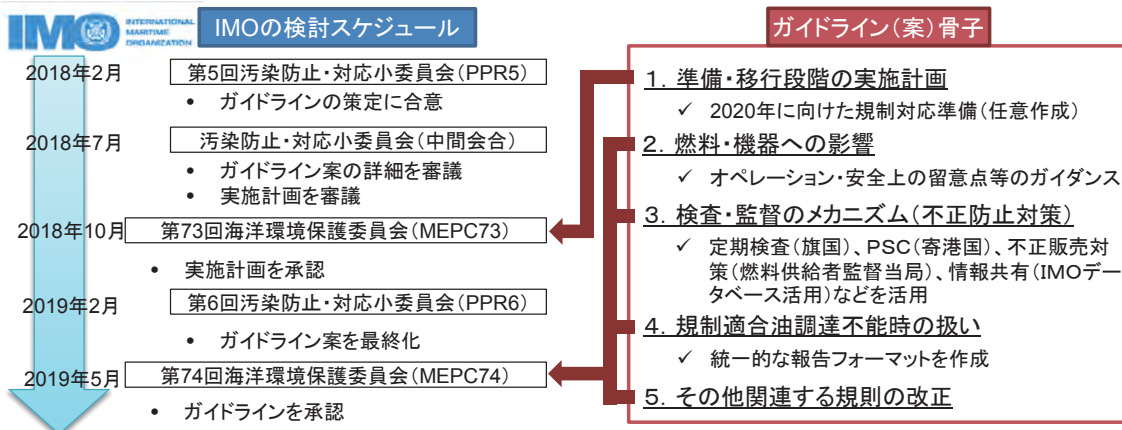 IMO
INTERNATIONAL
MARITIME
ORGANIZATION
IMOの検討スケジュール
2018年2月
第5回汚染防止・対応小委員会(PPR5)
• ガイドラインの策定に合意
2018年7月
汚染防止・対応小委員会(中間会合)
• ガイドライン案の詳細を審議
• 実施計画を審議
2018年10月
第73回海洋環境保護委員会(MEPC73)
• 実施計画を承認
2019年2月
第6回汚染防止・対応小委員会(PPR6)
• ガイドライン案を最終化
2019年5月
第74回海洋環境保護委員会(MEPC74)
• ガイドラインを承認
ガイドライン(案)骨子
1. 準備・移行段階の実施計画
✓ 2020年に向けた規制対応準備(任意作成)
2. 燃料・機器への影響
✓ オペレーション・安全上の留意点等のガイダンス
3. 検査・監督のメカニズム(不正防止対策)
✓ 定期検査(旗国)、PSC(寄港国)、不正販売対
策(燃料供給者監督当局)、情報共有(IMOデー
タベース活用)などを活用
4. 規制適合油調達不能時の扱い
✓ 統一的な報告フォーマットを作成
5. その他関連する規則の改正